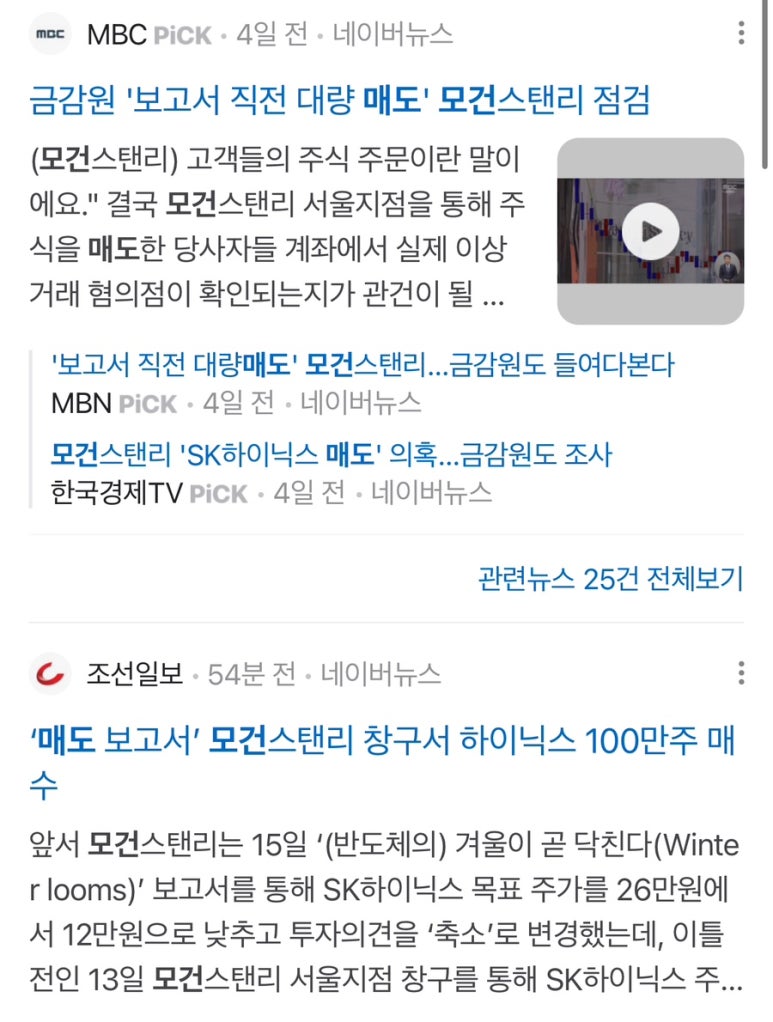 MBC MBC PiCK · 4일 전 · 네이버뉴스
금감원 '보고서 직전 대량 매도' 모건스탠리 점검
(모건스탠리) 고객들의 주식 주문이란 말이
에요." 결국 모건스탠리 서울지점을 통해 주
식을 매도한 당사자들 계좌에서 실제 이상
거래 혐의점이 확인되는지가 관건이 될 ...
'보고서 직전 대량매도' 모건스탠리...금감원도 들여다본다
MBN PiCK · 4일 전 · 네이버뉴스
모건스탠리 'SK하이닉스 매도' 의혹...금감원도 조사
한국경제TV PiCK · 4일 전 · 네이버뉴스
관련뉴스 25건 전체보기
조선일보 · 54분 전 · 네이버뉴스
‘매도 보고서’ 모건스탠리 창구서 하이닉스 100만주 매
수
앞서 모건스탠리는 15일 ‘(반도체의) 겨울이 곧 닥친다(Winte
r looms)’ 보고서를 통해 SK하이닉스 목표 주가를 26만원에
서 12만원으로 낮추고 투자의견을 ‘축소’로 변경했는데, 이틀
전인 13일 모건스탠리 서울지점 창구를 통해 SK하이닉스 주...